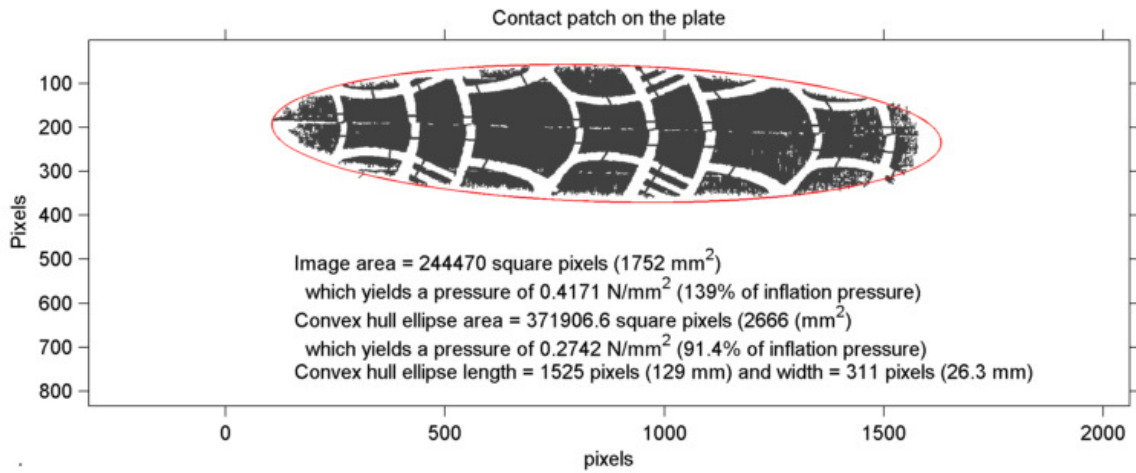 Contact patch on the plate
100
200
300
400
500
600
700
800
Pixels
Image area = 244470 square pixels (1752 mm²)
which yields a pressure of 0.4171 N/mm² (139% of inflation pressure)
Convex hull ellipse area = 371906.6 square pixels (2666 (mm²)
which yields a pressure of 0.2742 N/mm² (91.4% of inflation pressure)
Convex hull ellipse length = 1525 pixels (129 mm) and width = 311 pixels (26.3 mm)
0 500 1000 1500 2000
pixels
.